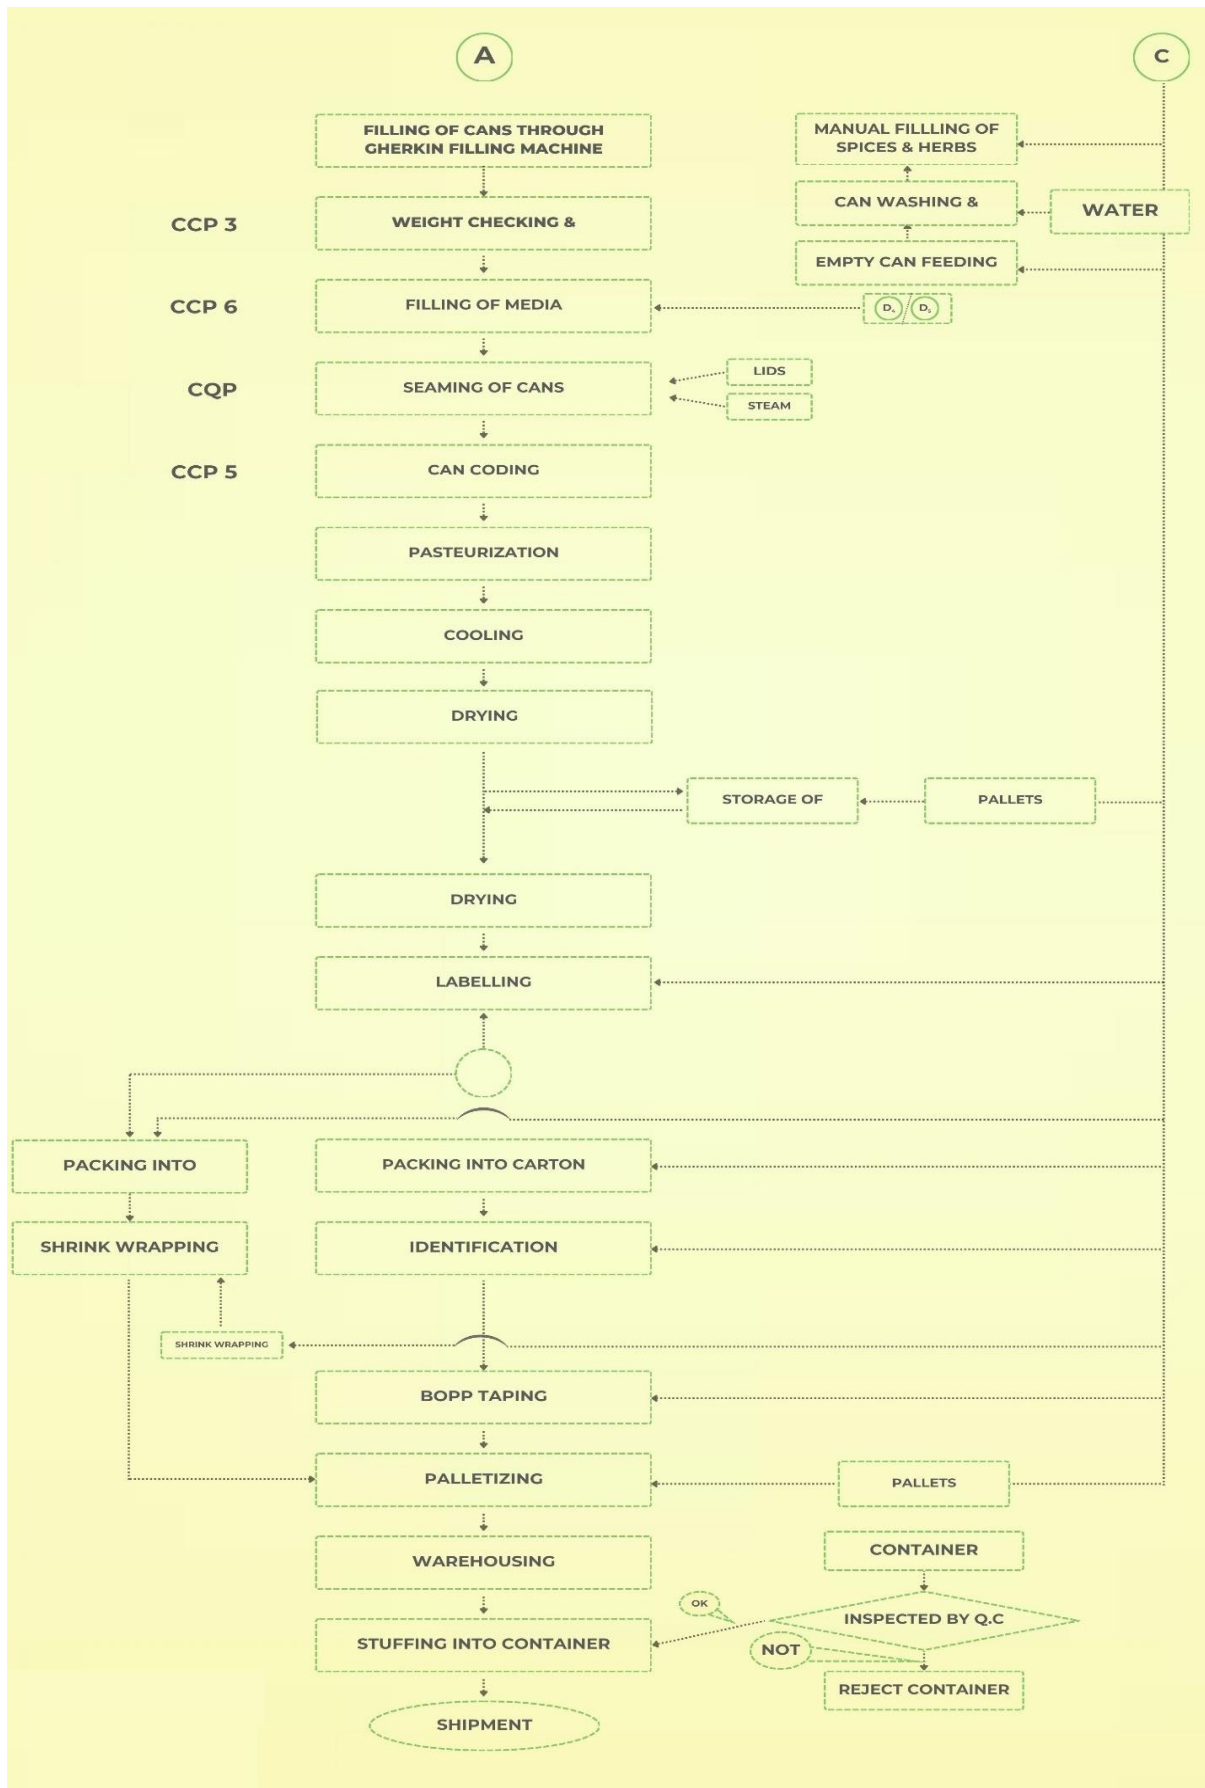 A
C
FILLING OF CANS THROUGH
GHERKIN FILLING MACHINE
MANUAL FILLLING OF
SPICES & HERBS
CCP 3
WEIGHT CHECKING &
CAN WASHING &
WATER
EMPTY CAN FEEDING
CCP 6
FILLING OF MEDIA
D₄ / D₅
CQP
SEAMING OF CANS
LIDS
STEAM
CCP 5
CAN CODING
PASTEURIZATION
COOLING
DRYING
STORAGE OF
PALLETS
DRYING
LABELLING
PACKING INTO
PACKING INTO CARTON
SHRINK WRAPPING
IDENTIFICATION
SHRINK WRAPPING
BOPP TAPING
PALLETIZING
PALLETS
CONTAINER
WAREHOUSING
OK
INSPECTED BY Q.C
STUFFING INTO CONTAINER
NOT
REJECT CONTAINER
SHIPMENT